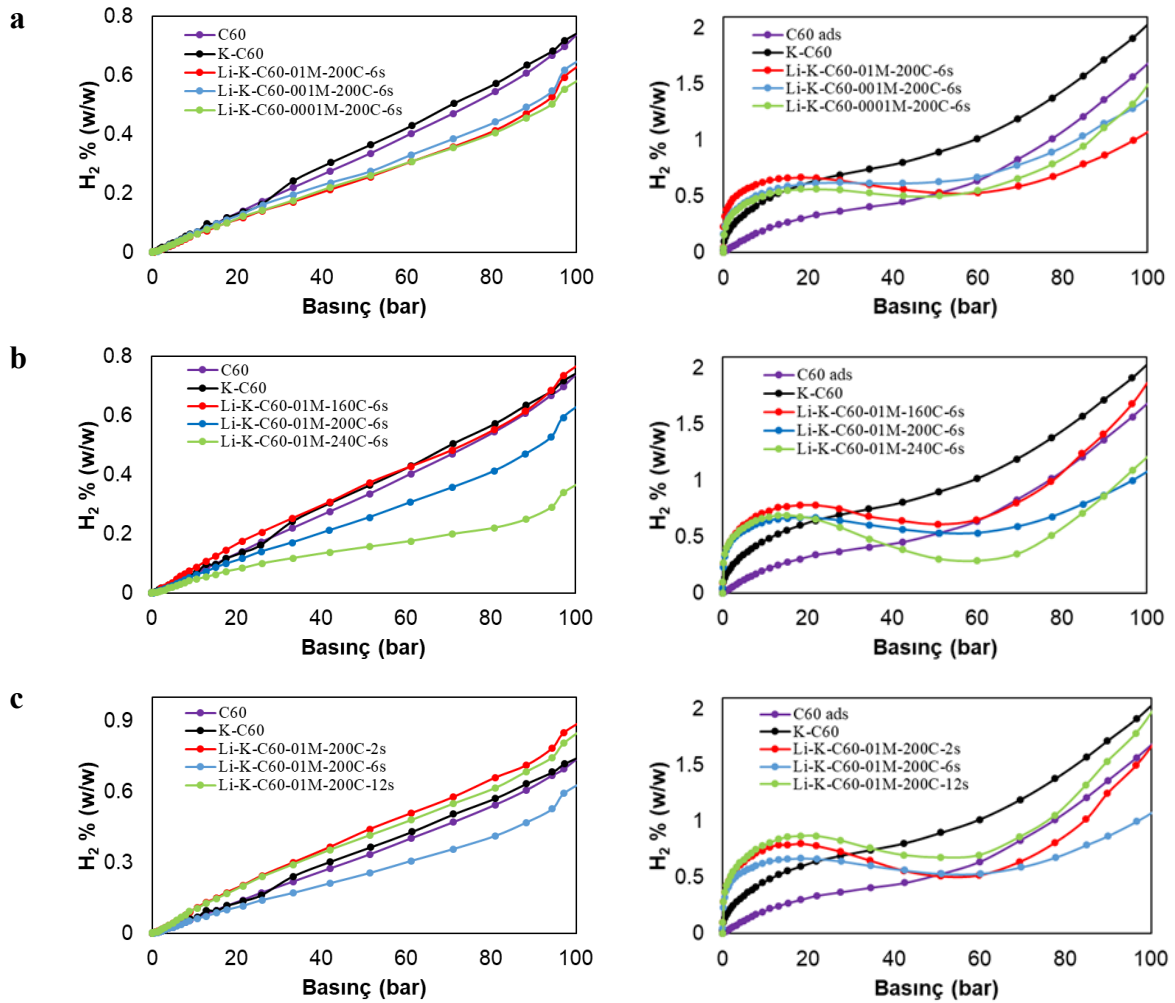 a
0.8
0.6
0.4
0.2
0
H2 % (w/w)
C60
K-C60
Li-K-C60-01M-200C-6s
Li-K-C60-001M-200C-6s
Li-K-C60-0001M-200C-6s
0 20 40 60 80 100
Basınç (bar)
2
1.5
1
0.5
0
H2 % (w/w)
C60 ads
K-C60
Li-K-C60-01M-200C-6s
Li-K-C60-001M-200C-6s
Li-K-C60-0001M-200C-6s
0 20 40 60 80 100
Basınç (bar)
b
0.8
0.6
0.4
0.2
0
H2 % (w/w)
C60
K-C60
Li-K-C60-01M-160C-6s
Li-K-C60-01M-200C-6s
Li-K-C60-01M-240C-6s
0 20 40 60 80 100
Basınç (bar)
2
1.5
1
0.5
0
H2 % (w/w)
C60 ads
K-C60
Li-K-C60-01M-160C-6s
Li-K-C60-01M-200C-6s
Li-K-C60-01M-240C-6s
0 20 40 60 80 100
Basınç (bar)
c
0.9
0.6
0.3
0
H2 % (w/w)
C60
K-C60
Li-K-C60-01M-200C-2s
Li-K-C60-01M-200C-6s
Li-K-C60-01M-200C-12s
0 20 40 60 80 100
Basınç (bar)
2
1.5
1
0.5
0
H2 % (w/w)
C60 ads
K-C60
Li-K-C60-01M-200C-2s
Li-K-C60-01M-200C-6s
Li-K-C60-01M-200C-12s
0 20 40 60 80 100
Basınç (bar)